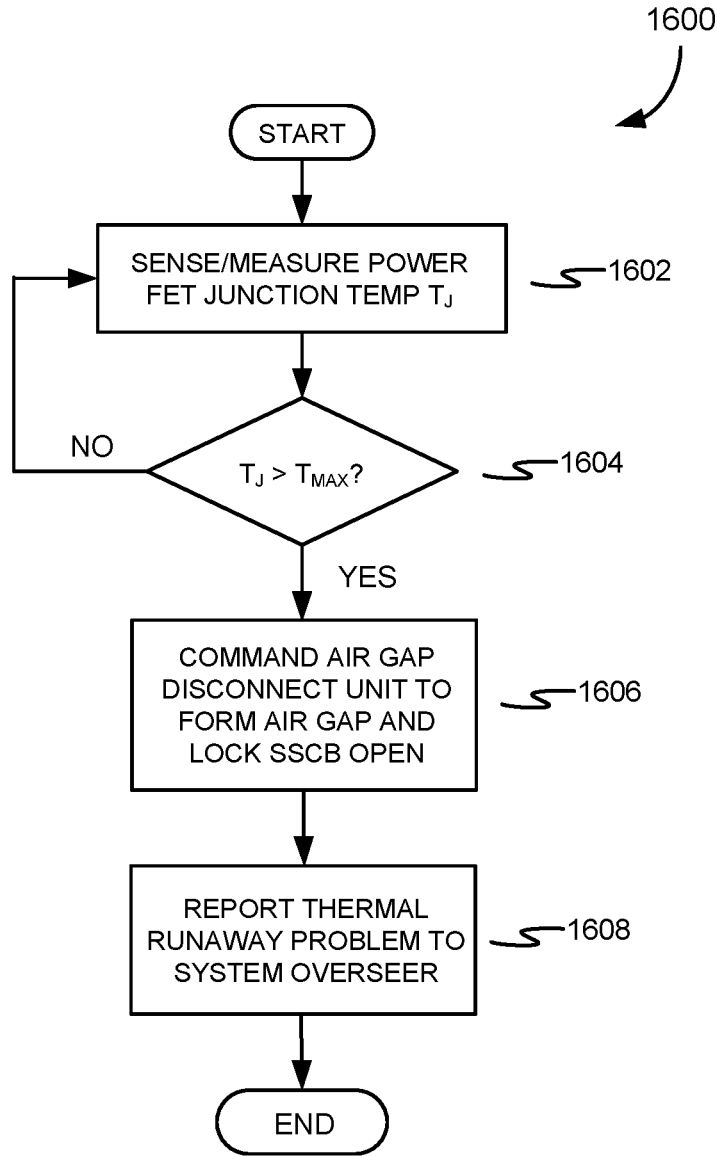 1600
START
SENSE/MEASURE POWER
FET JUNCTION TEMP TJ
1602
NO
TJ > TMAX?
1604
YES
COMMAND AIR GAP
DISCONNECT UNIT TO
FORM AIR GAP AND
LOCK SSCB OPEN
1606
REPORT THERMAL
RUNAWAY PROBLEM TO
SYSTEM OVERSEER
1608
END